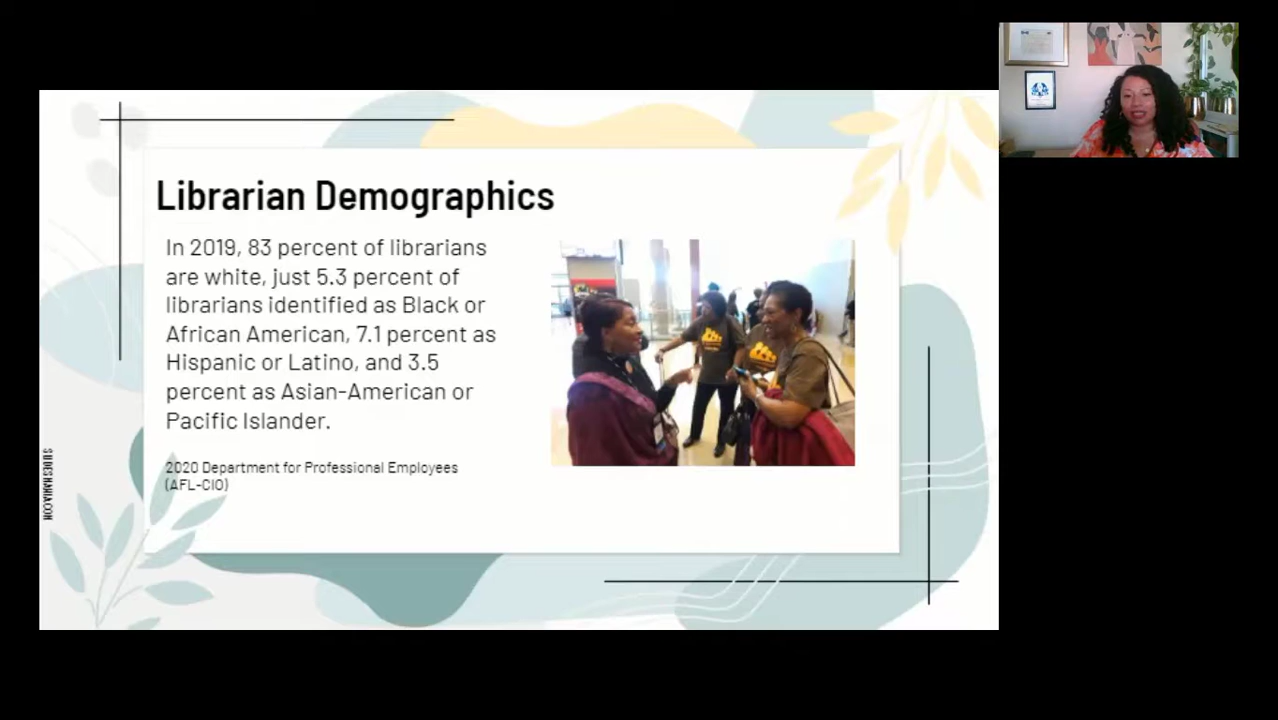 Librarian Demographics
In 2019, 83 percent of librarians
are white, just 5.3 percent of
librarians identified as Black or
African American, 7.1 percent as
Hispanic or Latino, and 3.5
percent as Asian-American or
Pacific Islander.
2020 Department for Professional Employees
(AFL-CIO)
SLIDESMANIA.COM